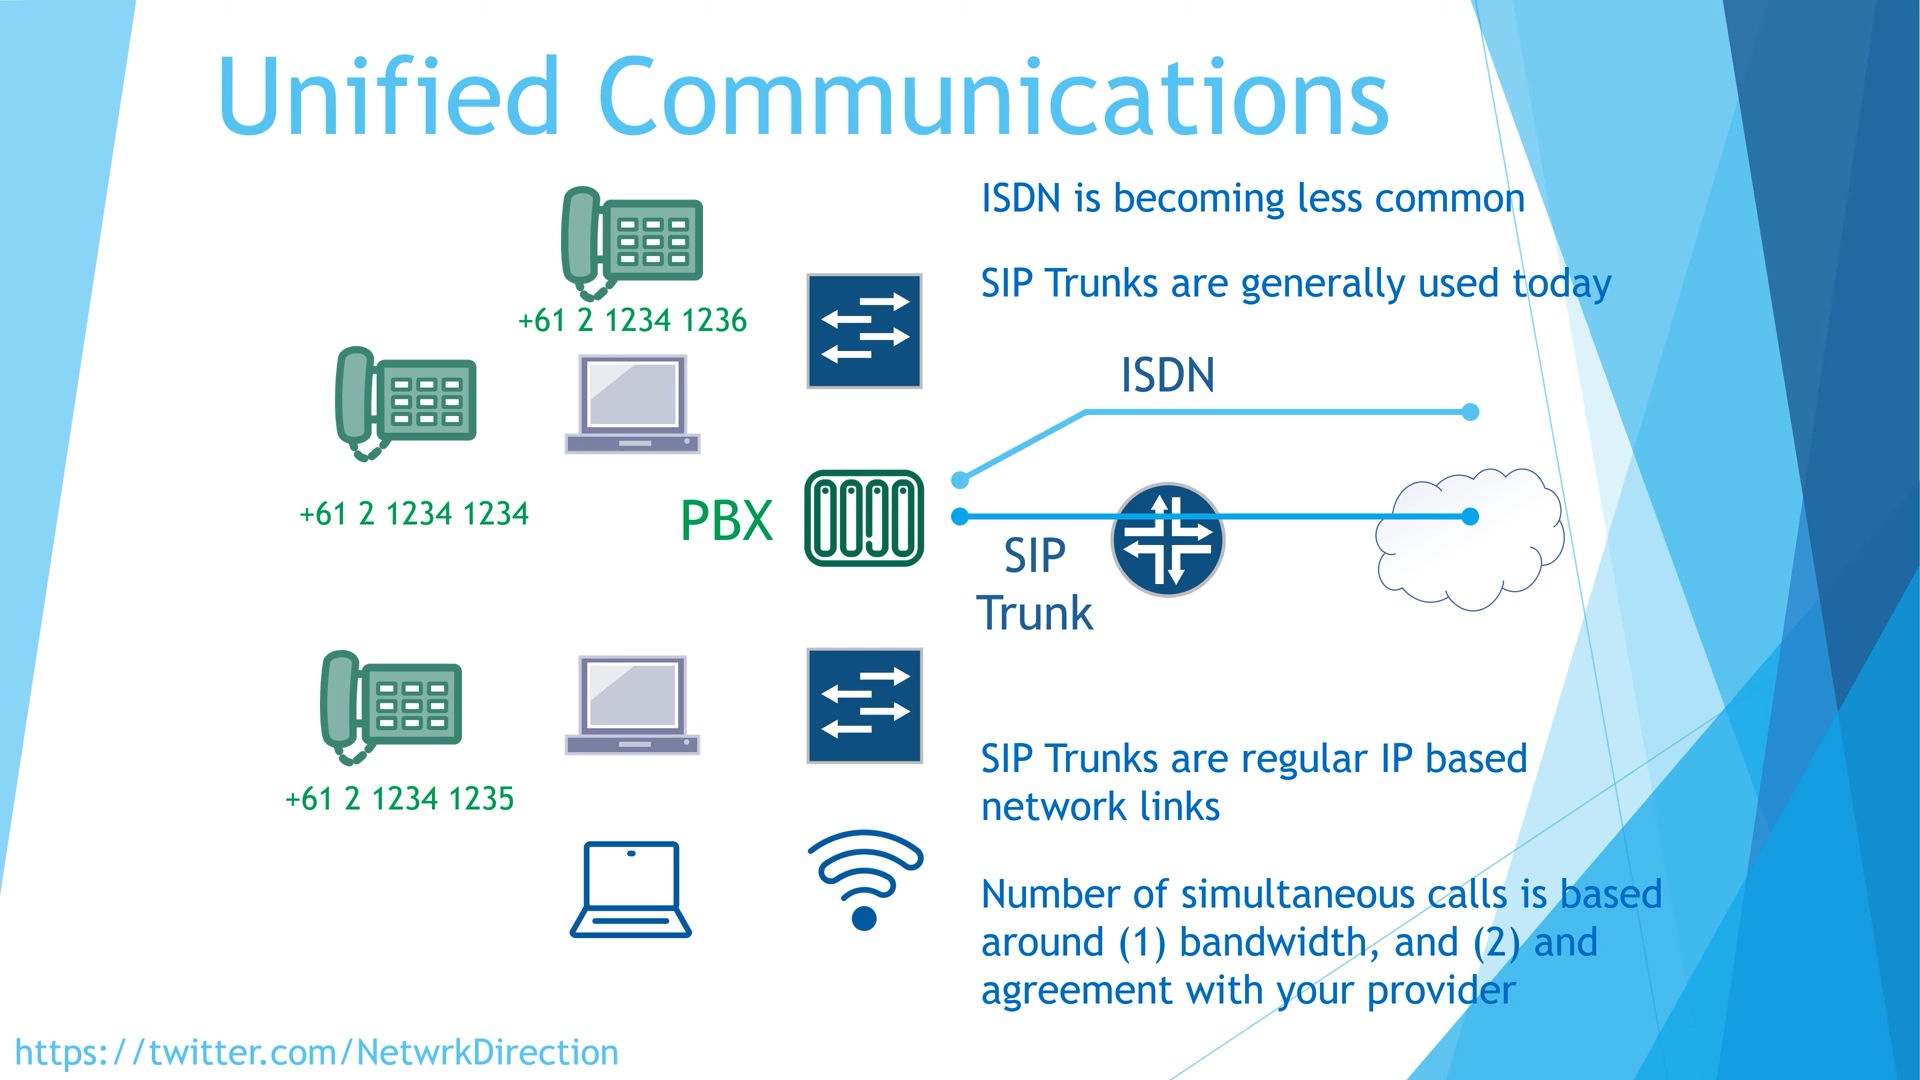 Unified Communications
ISDN is becoming less common
SIP Trunks are generally used today
+61 2 1234 1236
ISDN
+61 2 1234 1234
PBX
SIP
Trunk
+61 2 1234 1235
SIP Trunks are regular IP based
network links
Number of simultaneous calls is based
around (1) bandwidth, and (2) and
agreement with your provider
https://twitter.com/NetwrkDirection